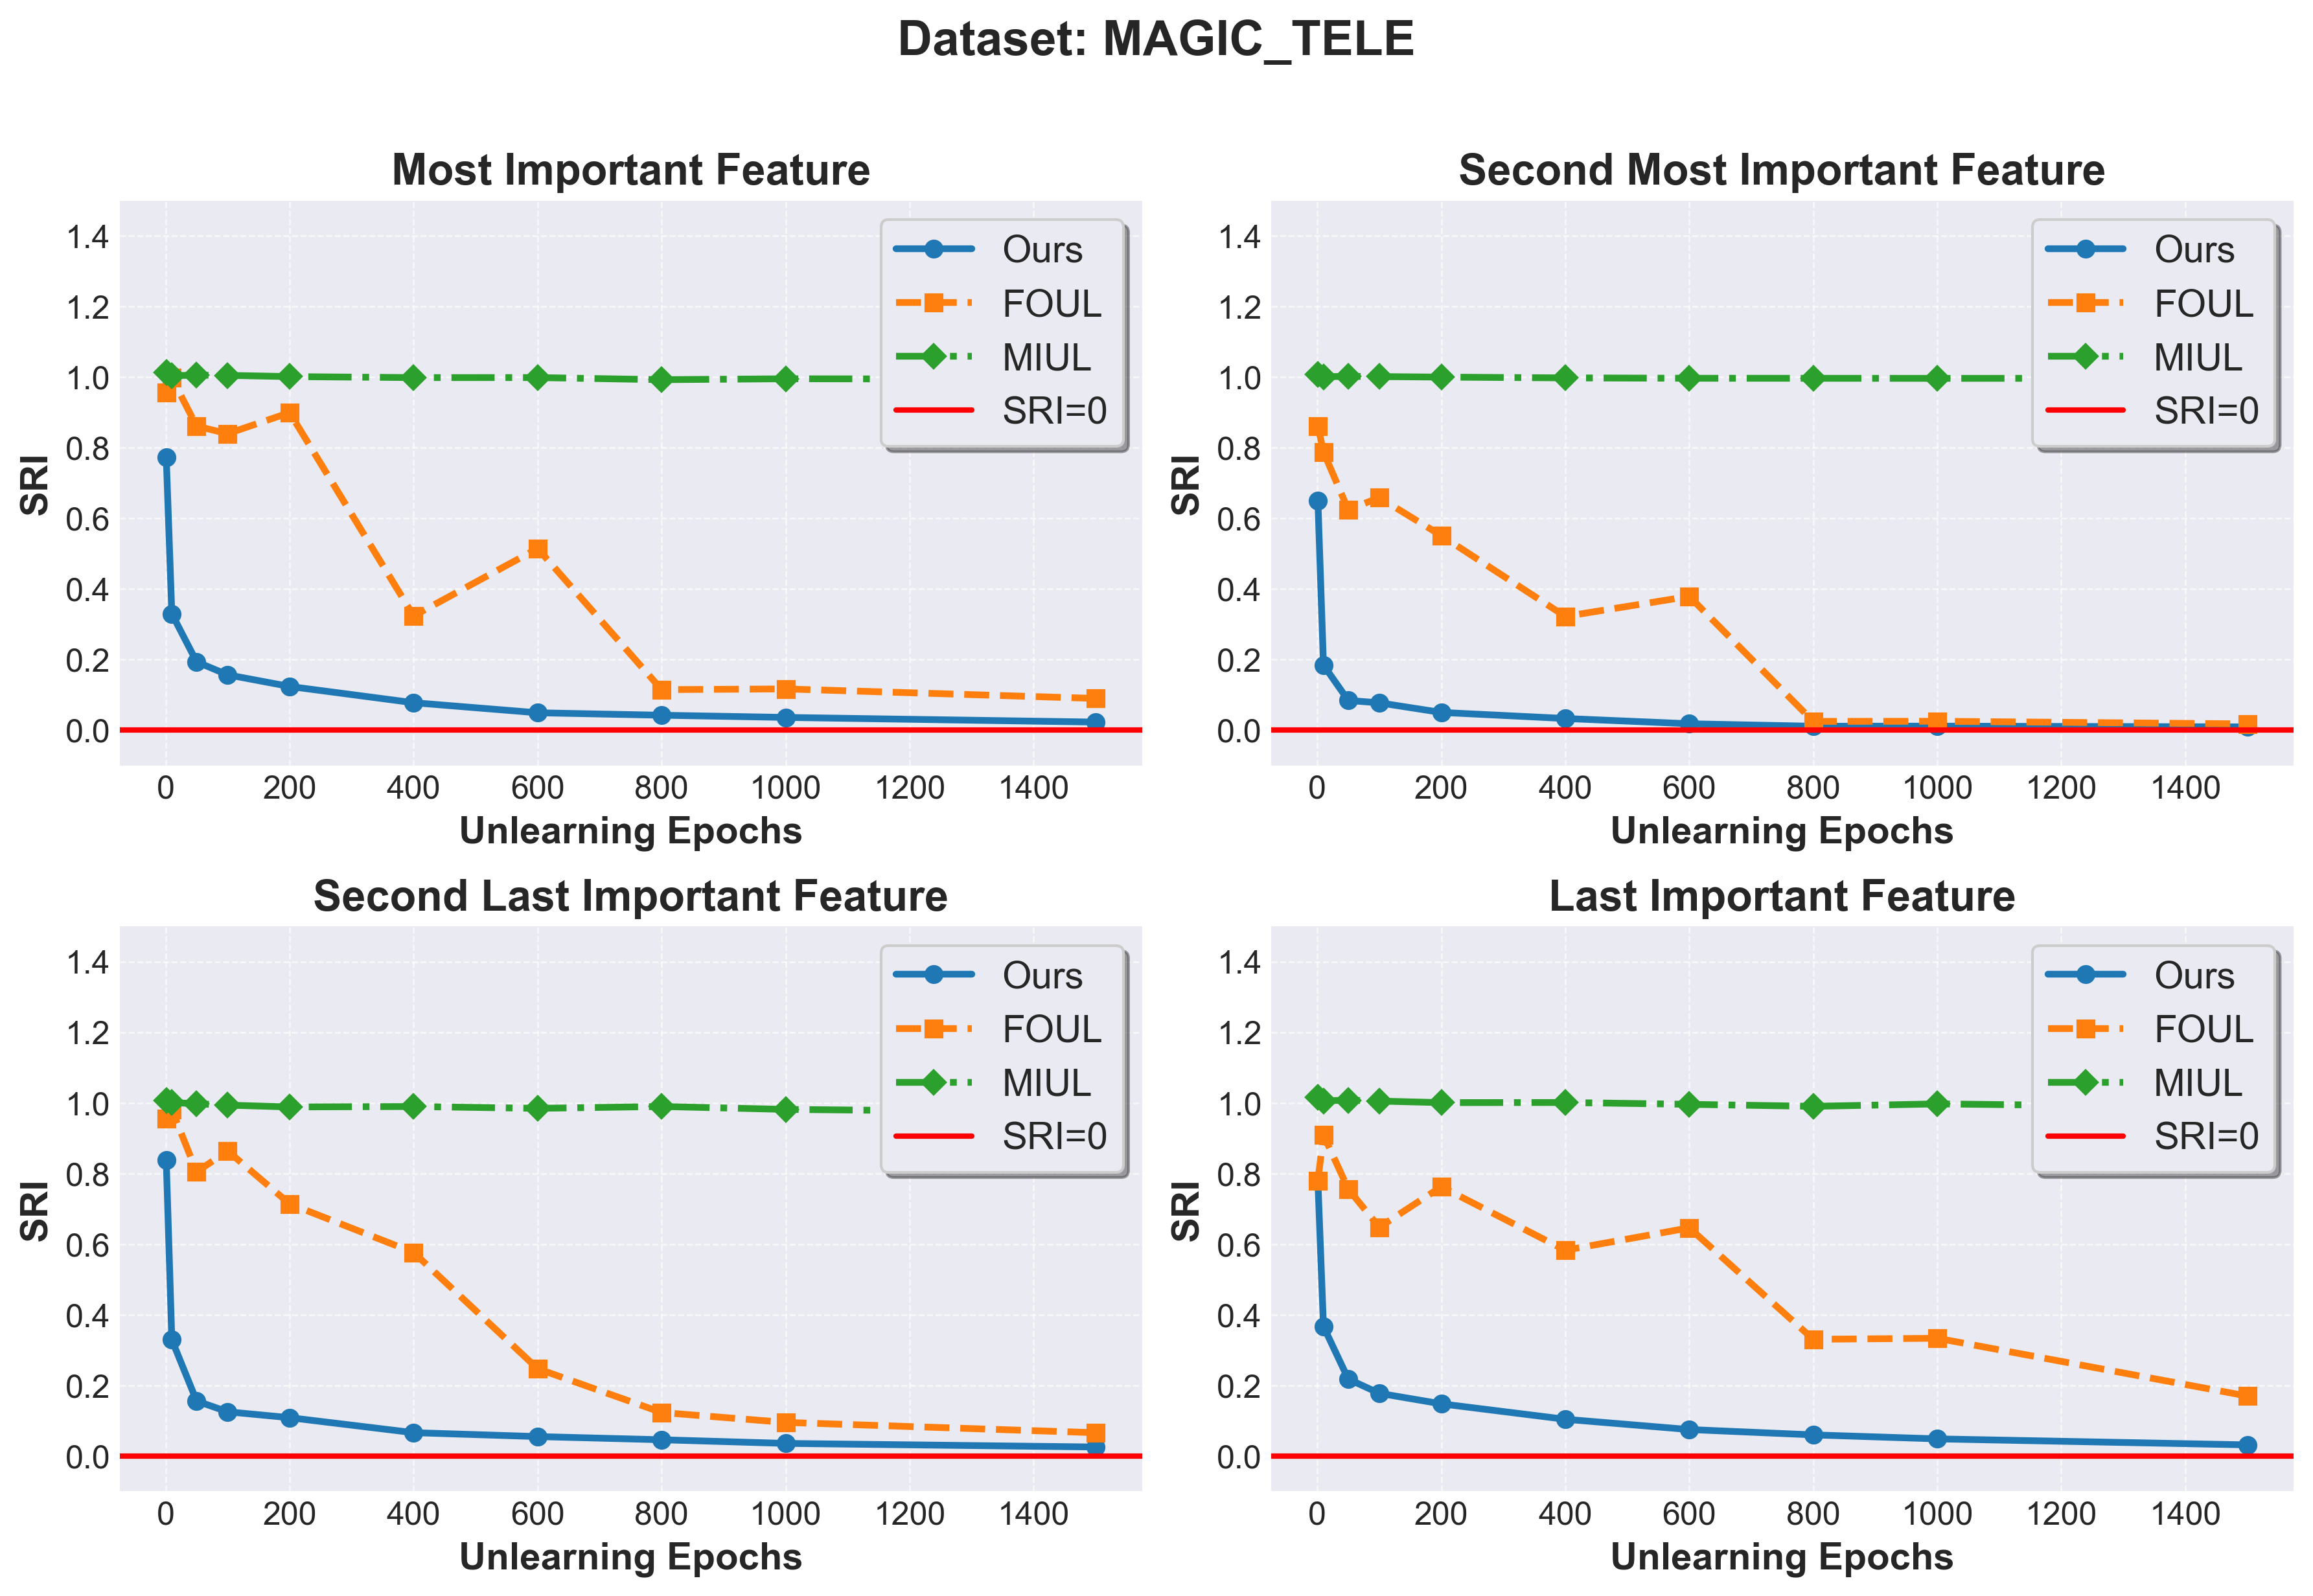 Dataset: MAGIC_TELE
Most Important Feature
1.4
1.2
1.0
0.8
0.6
0.4
0.2
0.0
SRI
0 200 400 600 800 1000 1200 1400
Unlearning Epochs
Ours
FOUL
MIUL
SRI=0
Second Most Important Feature
1.4
1.2
1.0
0.8
0.6
0.4
0.2
0.0
SRI
0 200 400 600 800 1000 1200 1400
Unlearning Epochs
Ours
FOUL
MIUL
SRI=0
Second Last Important Feature
1.4
1.2
1.0
0.8
0.6
0.4
0.2
0.0
SRI
0 200 400 600 800 1000 1200 1400
Unlearning Epochs
Ours
FOUL
MIUL
SRI=0
Last Important Feature
1.4
1.2
1.0
0.8
0.6
0.4
0.2
0.0
SRI
0 200 400 600 800 1000 1200 1400
Unlearning Epochs
Ours
FOUL
MIUL
SRI=0